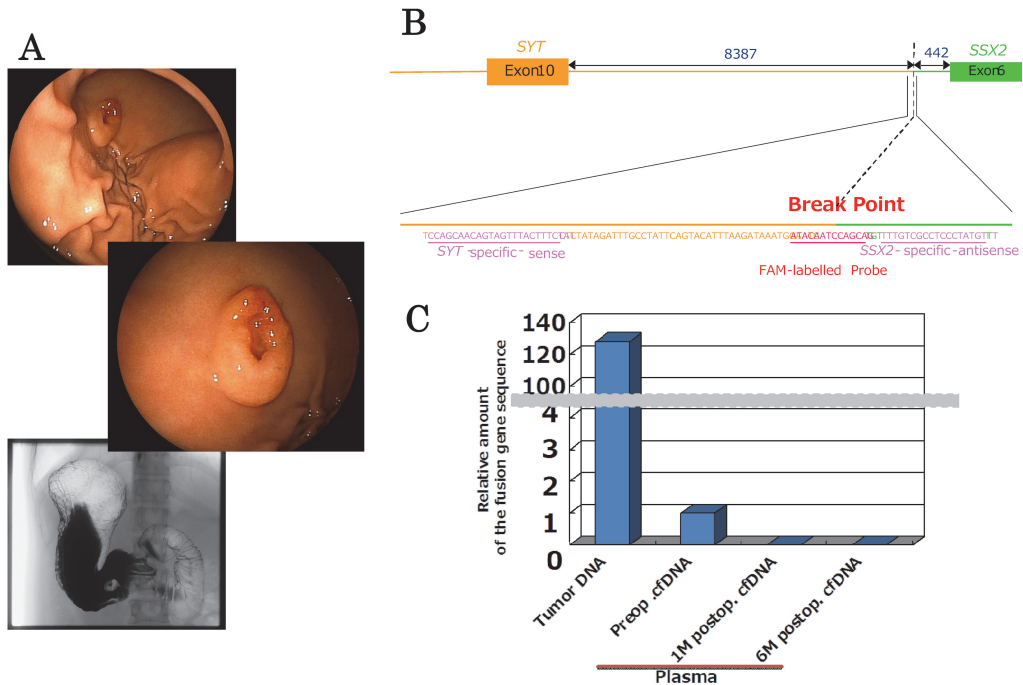 A
B
SYT
8387
442
SSX2
Exon10
Exon6
Break Point
SYT-specific-sense
SSX2-specific-antisense
FAM-labelled Probe
C
Relative amount
of the fusion gene sequence
140
120
100
4
3
2
1
0
Tumor DNA
Preop .cfDNA
1M postop. cfDNA
6M postop. cfDNA
Plasma